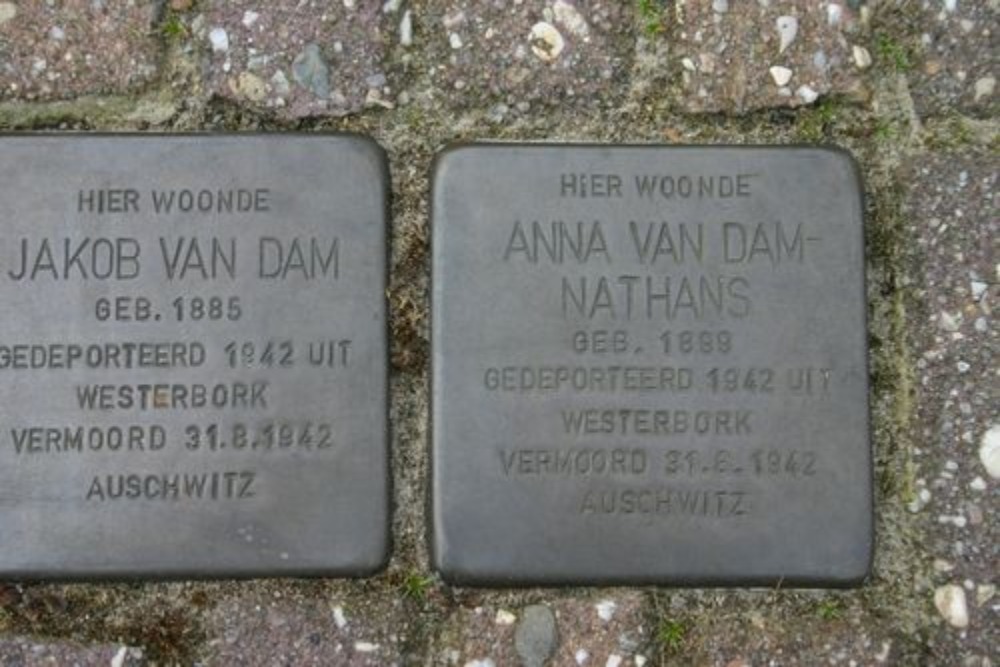 HIER WOONDE
JAKOB VAN DAM
GEB. 1885
GEDEPORTEERD 1942 UIT
WESTERBORK
VERMOORD 31.8.1942
AUSCHWITZ
HIER WOONDE
ANNA VAN DAM-
NATHANS
GEB. 1899
GEDEPORTEERD 1942 UIT
WESTERBORK
VERMOORD 31.8.1942
AUSCHWITZ